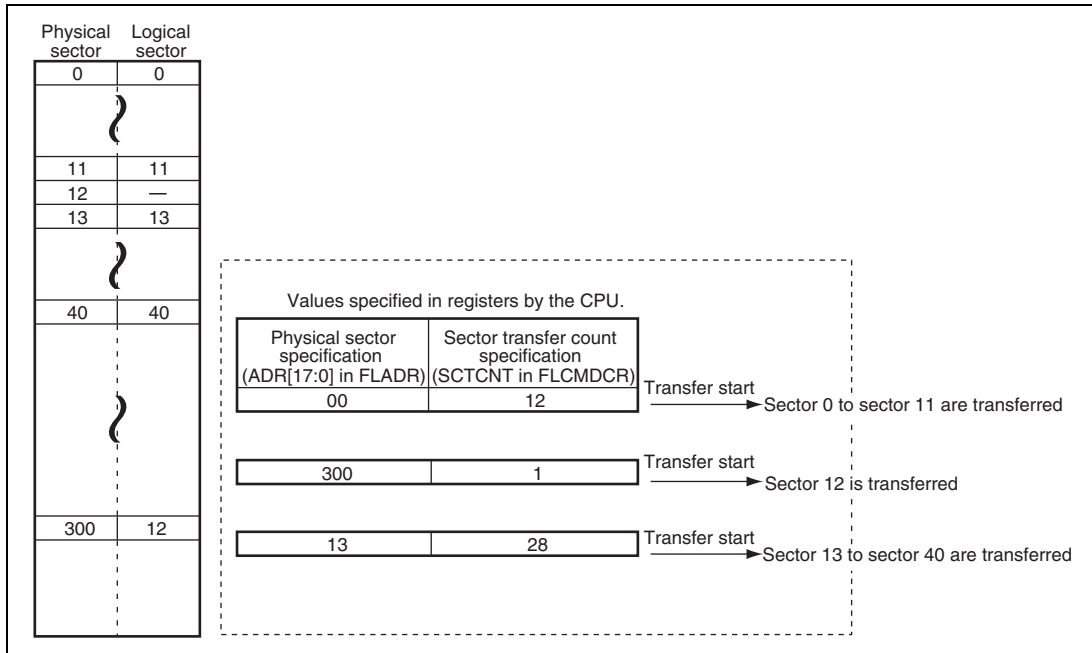 Physical sector Logical sector
0 0
11 11
12 —
13 13
40 40
300 12
Values specified in registers by the CPU.
Physical sector specification (ADR[17:0] in FLADR) Sector transfer count specification (SCTCNT in FLCMDCR)
00 12
Transfer start
Sector 0 to sector 11 are transferred
300 1
Transfer start
Sector 12 is transferred
13 28
Transfer start
Sector 13 to sector 40 are transferred